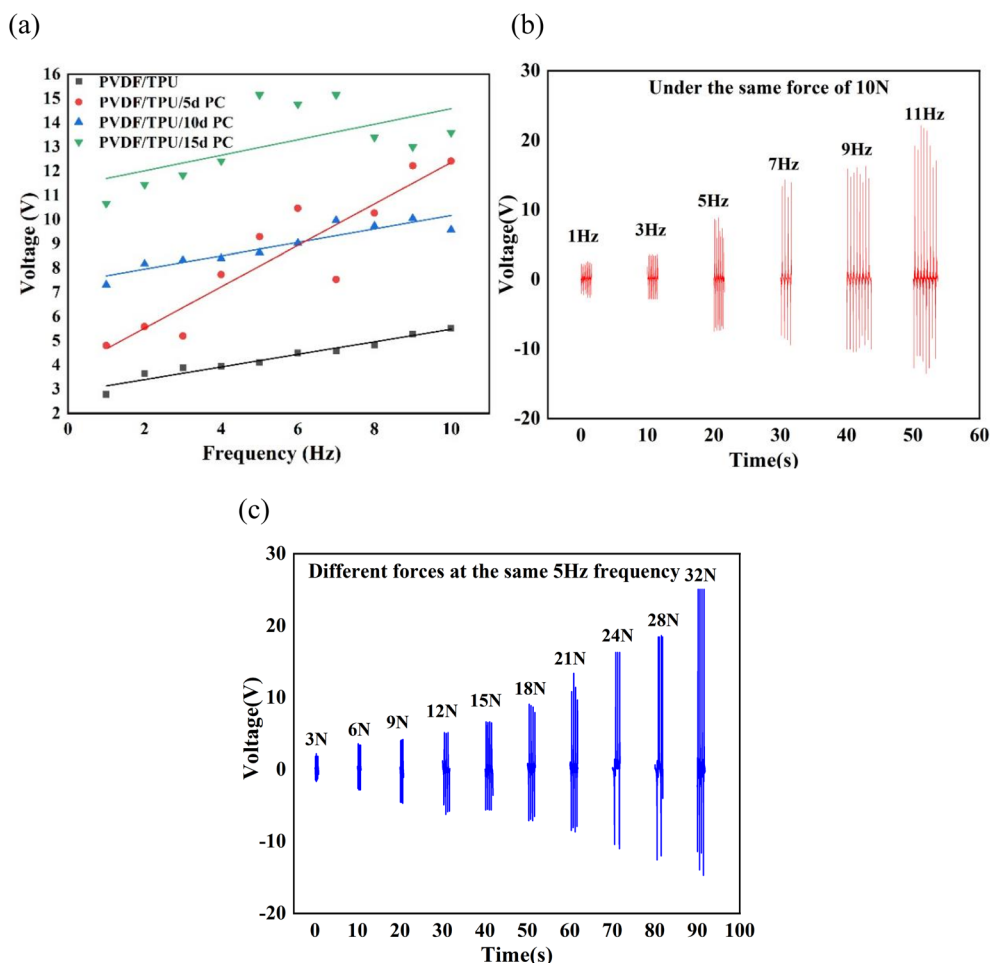 (a)
16
15
14
13
12
11
10
9
8
7
6
5
4
3
2
0
2
4
6
8
10
Voltage (V)
Frequency (Hz)
PVDF/TPU
PVDF/TPU/5d PC
PVDF/TPU/10d PC
PVDF/TPU/15d PC
(b)
30
20
10
0
-10
-20
Voltage(V)
Under the same force of 10N
1Hz
3Hz
5Hz
7Hz
9Hz
11Hz
0
10
20
30
40
50
60
Time(s)
(c)
30
20
10
0
-10
-20
Voltage(V)
Different forces at the same 5Hz frequency
3N
6N
9N
12N
15N
18N
21N
24N
28N
32N
0
10
20
30
40
50
60
70
80
90
100
Time(s)